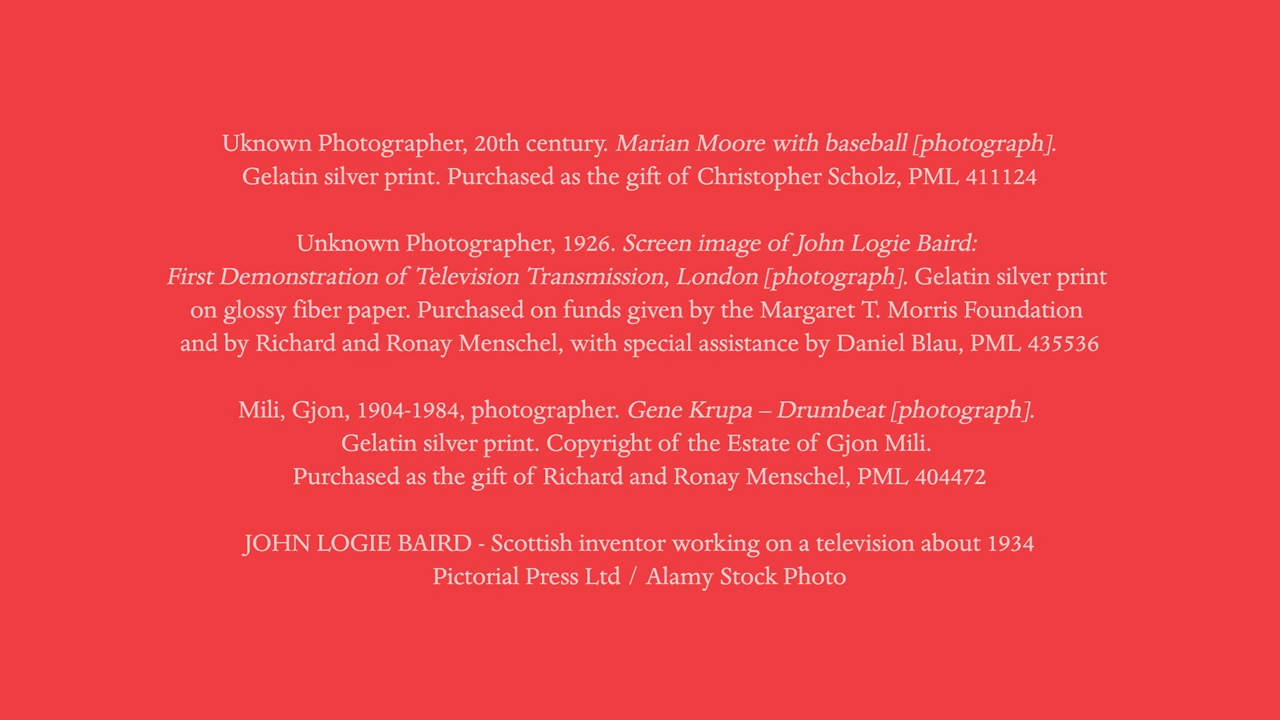 Uknown Photographer, 20th century. Marian Moore with baseball [photograph].
Gelatin silver print. Purchased as the gift of Christopher Scholz, PML 411124
Unknown Photographer, 1926. Screen image of John Logie Baird:
First Demonstration of Television Transmission, London [photograph]. Gelatin silver print
on glossy fiber paper. Purchased on funds given by the Margaret T. Morris Foundation
and by Richard and Ronay Menschel, with special assistance by Daniel Blau, PML 435536
Mili, Gjon, 1904-1984, photographer. Gene Krupa – Drumbeat [photograph].
Gelatin silver print. Copyright of the Estate of Gjon Mili.
Purchased as the gift of Richard and Ronay Menschel, PML 404472
JOHN LOGIE BAIRD - Scottish inventor working on a television about 1934
Pictorial Press Ltd / Alamy Stock Photo